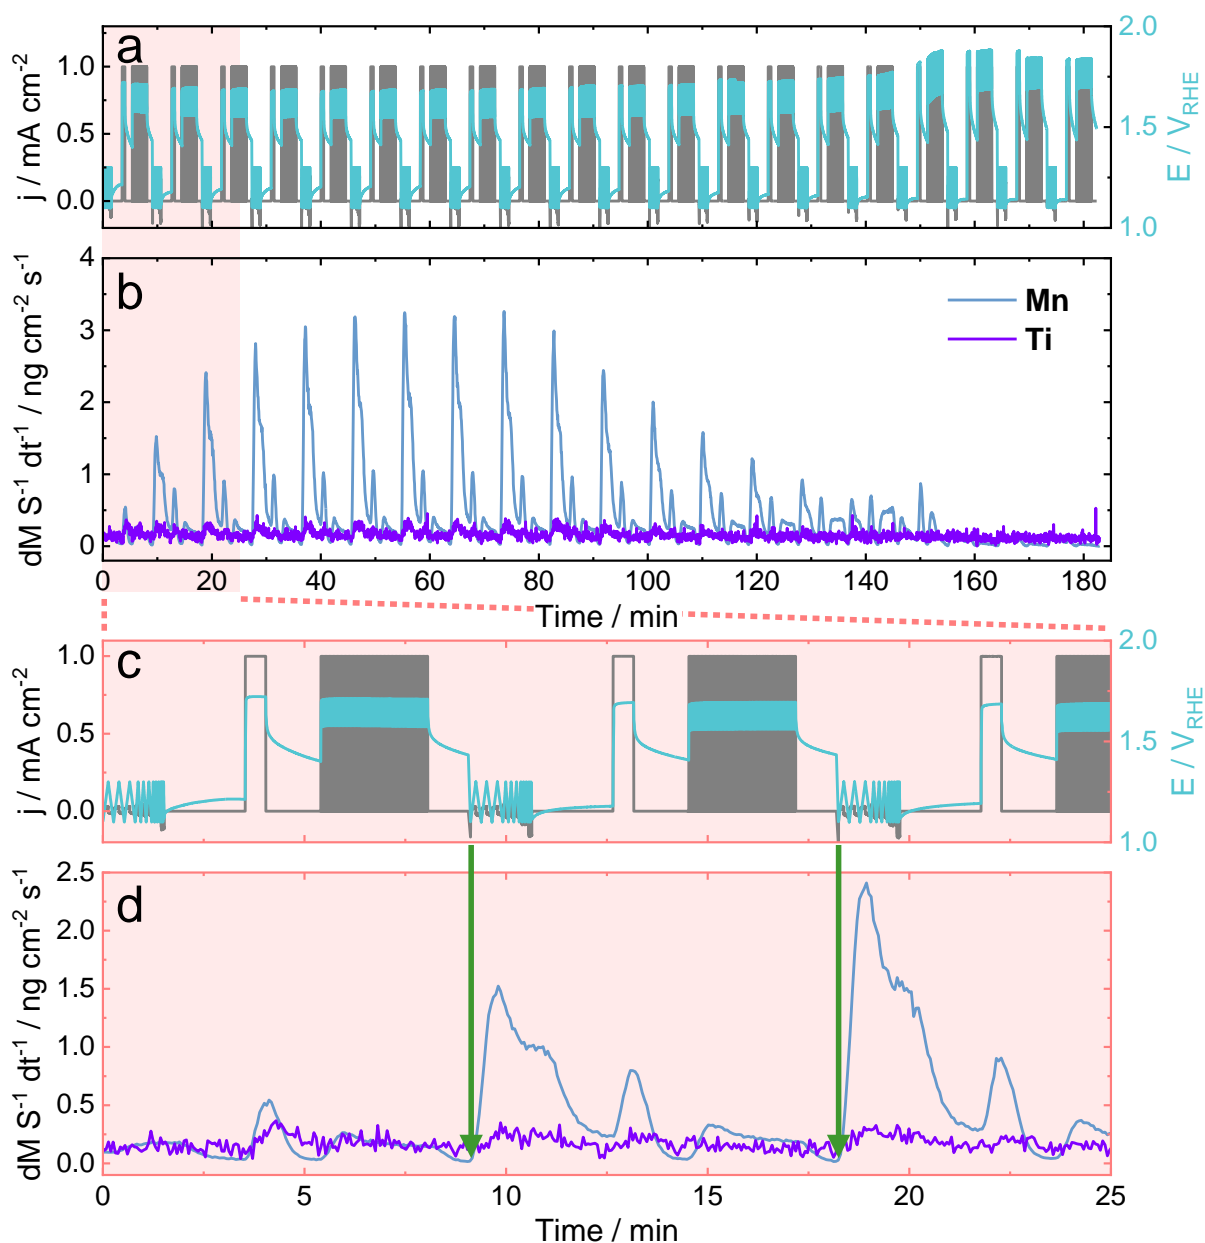 a
j / mA cm-2
1.0
0.5
0.0
2.0
1.5
1.0
E / VRHE
b
dM S-1 dt-1 / ng cm-2 s-1
4
3
2
1
0
Mn
Ti
0 20 40 60 80 100 120 140 160 180
Time / min
c
j / mA cm-2
1.0
0.5
0.0
2.0
1.5
1.0
E / VRHE
d
dM S-1 dt-1 / ng cm-2 s-1
2.5
2.0
1.5
1.0
0.5
0.0
0 5 10 15 20 25
Time / min